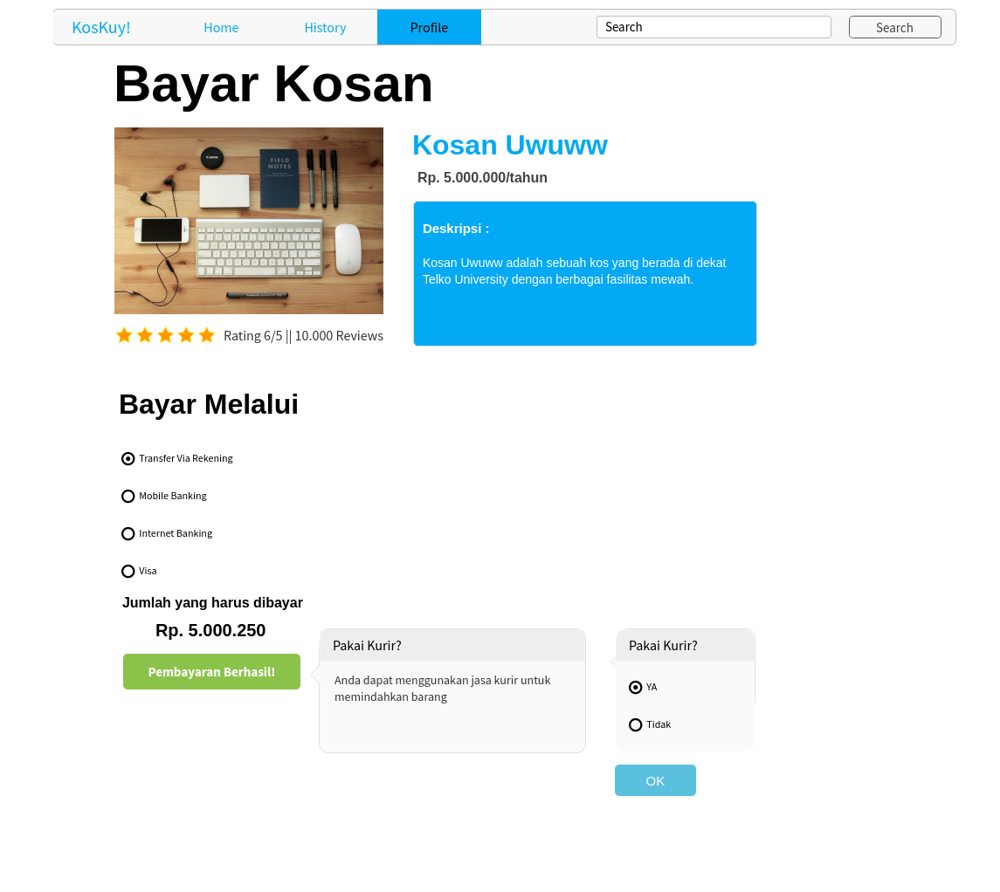 KosKuy!
Home
History
Profile
Search
Search
Bayar Kosan
Canon
FIELD
NOTES
Kosan Uwuww
Rp. 5.000.000/tahun
Deskripsi :
Kosan Uwuww adalah sebuah kos yang berada di dekat
Telko University dengan berbagai fasilitas mewah.
Rating 6/5 || 10.000 Reviews
Bayar Melalui
Transfer Via Rekening
Mobile Banking
Internet Banking
Visa
Jumlah yang harus dibayar
Rp. 5.000.250
Pembayaran Berhasil!
Pakai Kurir?
Anda dapat menggunakan jasa kurir untuk
memindahkan barang
Pakai Kurir?
YA
Tidak
OK